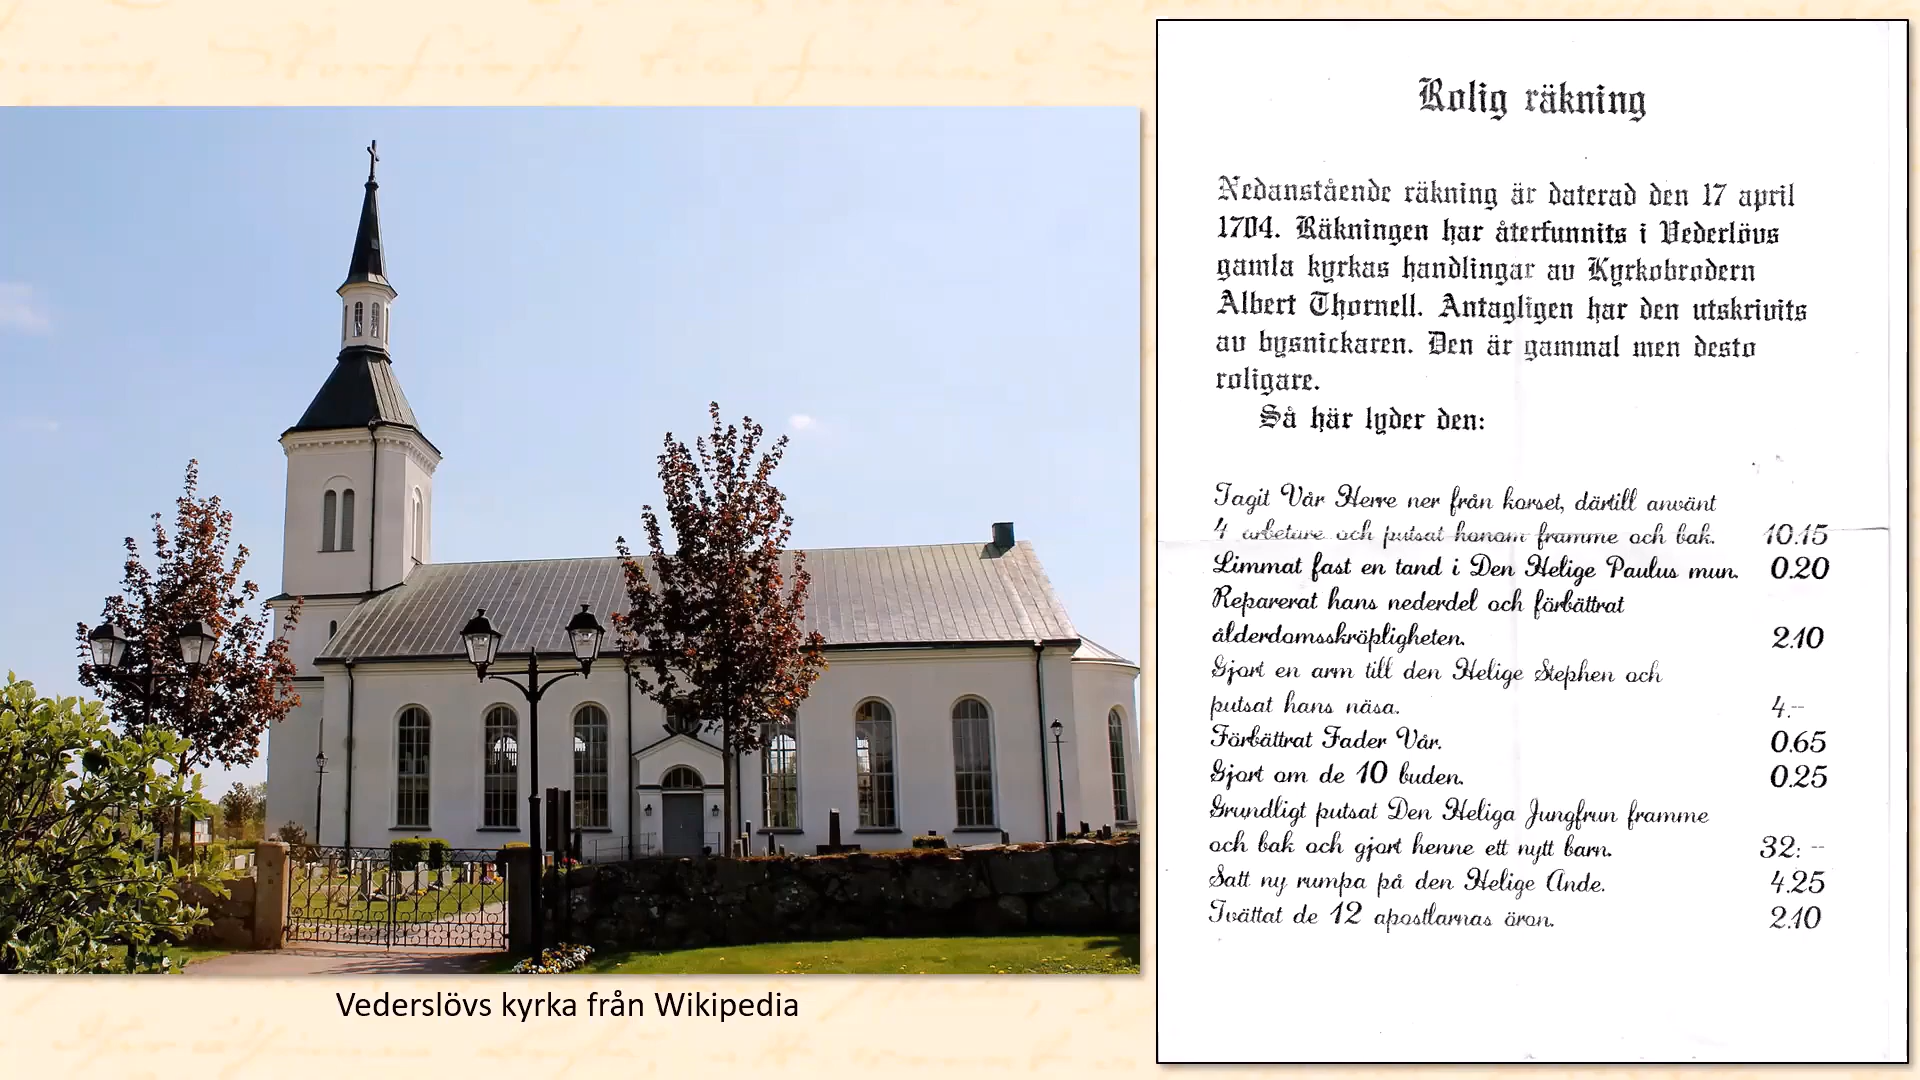 Rolig räkning
Nedanstående räkning är daterad den 17 april
1704. Räkningen har återfunnits i Vederlövs
gamla kyrkas handlingar av Kyrkobrodern
Albert Thornell. Antagligen har den utskrivits
av bysnickaren. Den är gammal men desto
roligare.
Så här lyder den:
Tagit Vår Herre ner från korset, därtill använt
4 arbetare och putsat honom framme och bak. 10.15
Limmat fast en tand i Den Helige Paulus mun. 0.20
Reparerat hans nederdel och förbättrat
ålderdomsskröpligheten. 2.10
Gjort en arm till den Helige Stephen och
putsat hans näsa. 4.--
Förbättrat Fader Vår. 0.65
Gjort om de 10 buden. 0.25
Grundligt putsat Den Heliga Jungfrun framme
och bak och gjort henne ett nytt barn. 32: --
Satt ny rumpa på den Helige Ande. 4.25
Tvättat de 12 apostlarnas öron. 2.10
Vederslövs kyrka från Wikipedia